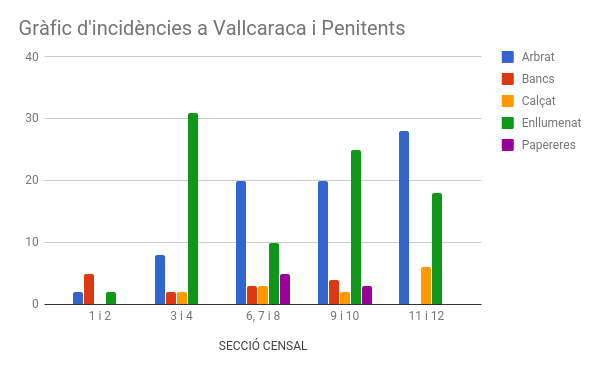 Gràfic d'incidències a Vallcaraca i Penitents
40
30
20
10
0
1 i 2
3 i 4
6, 7 i 8
9 i 10
11 i 12
SECCIÓ CENSAL
Arbrat
Bancs
Calçat
Enllumenat
Papereres